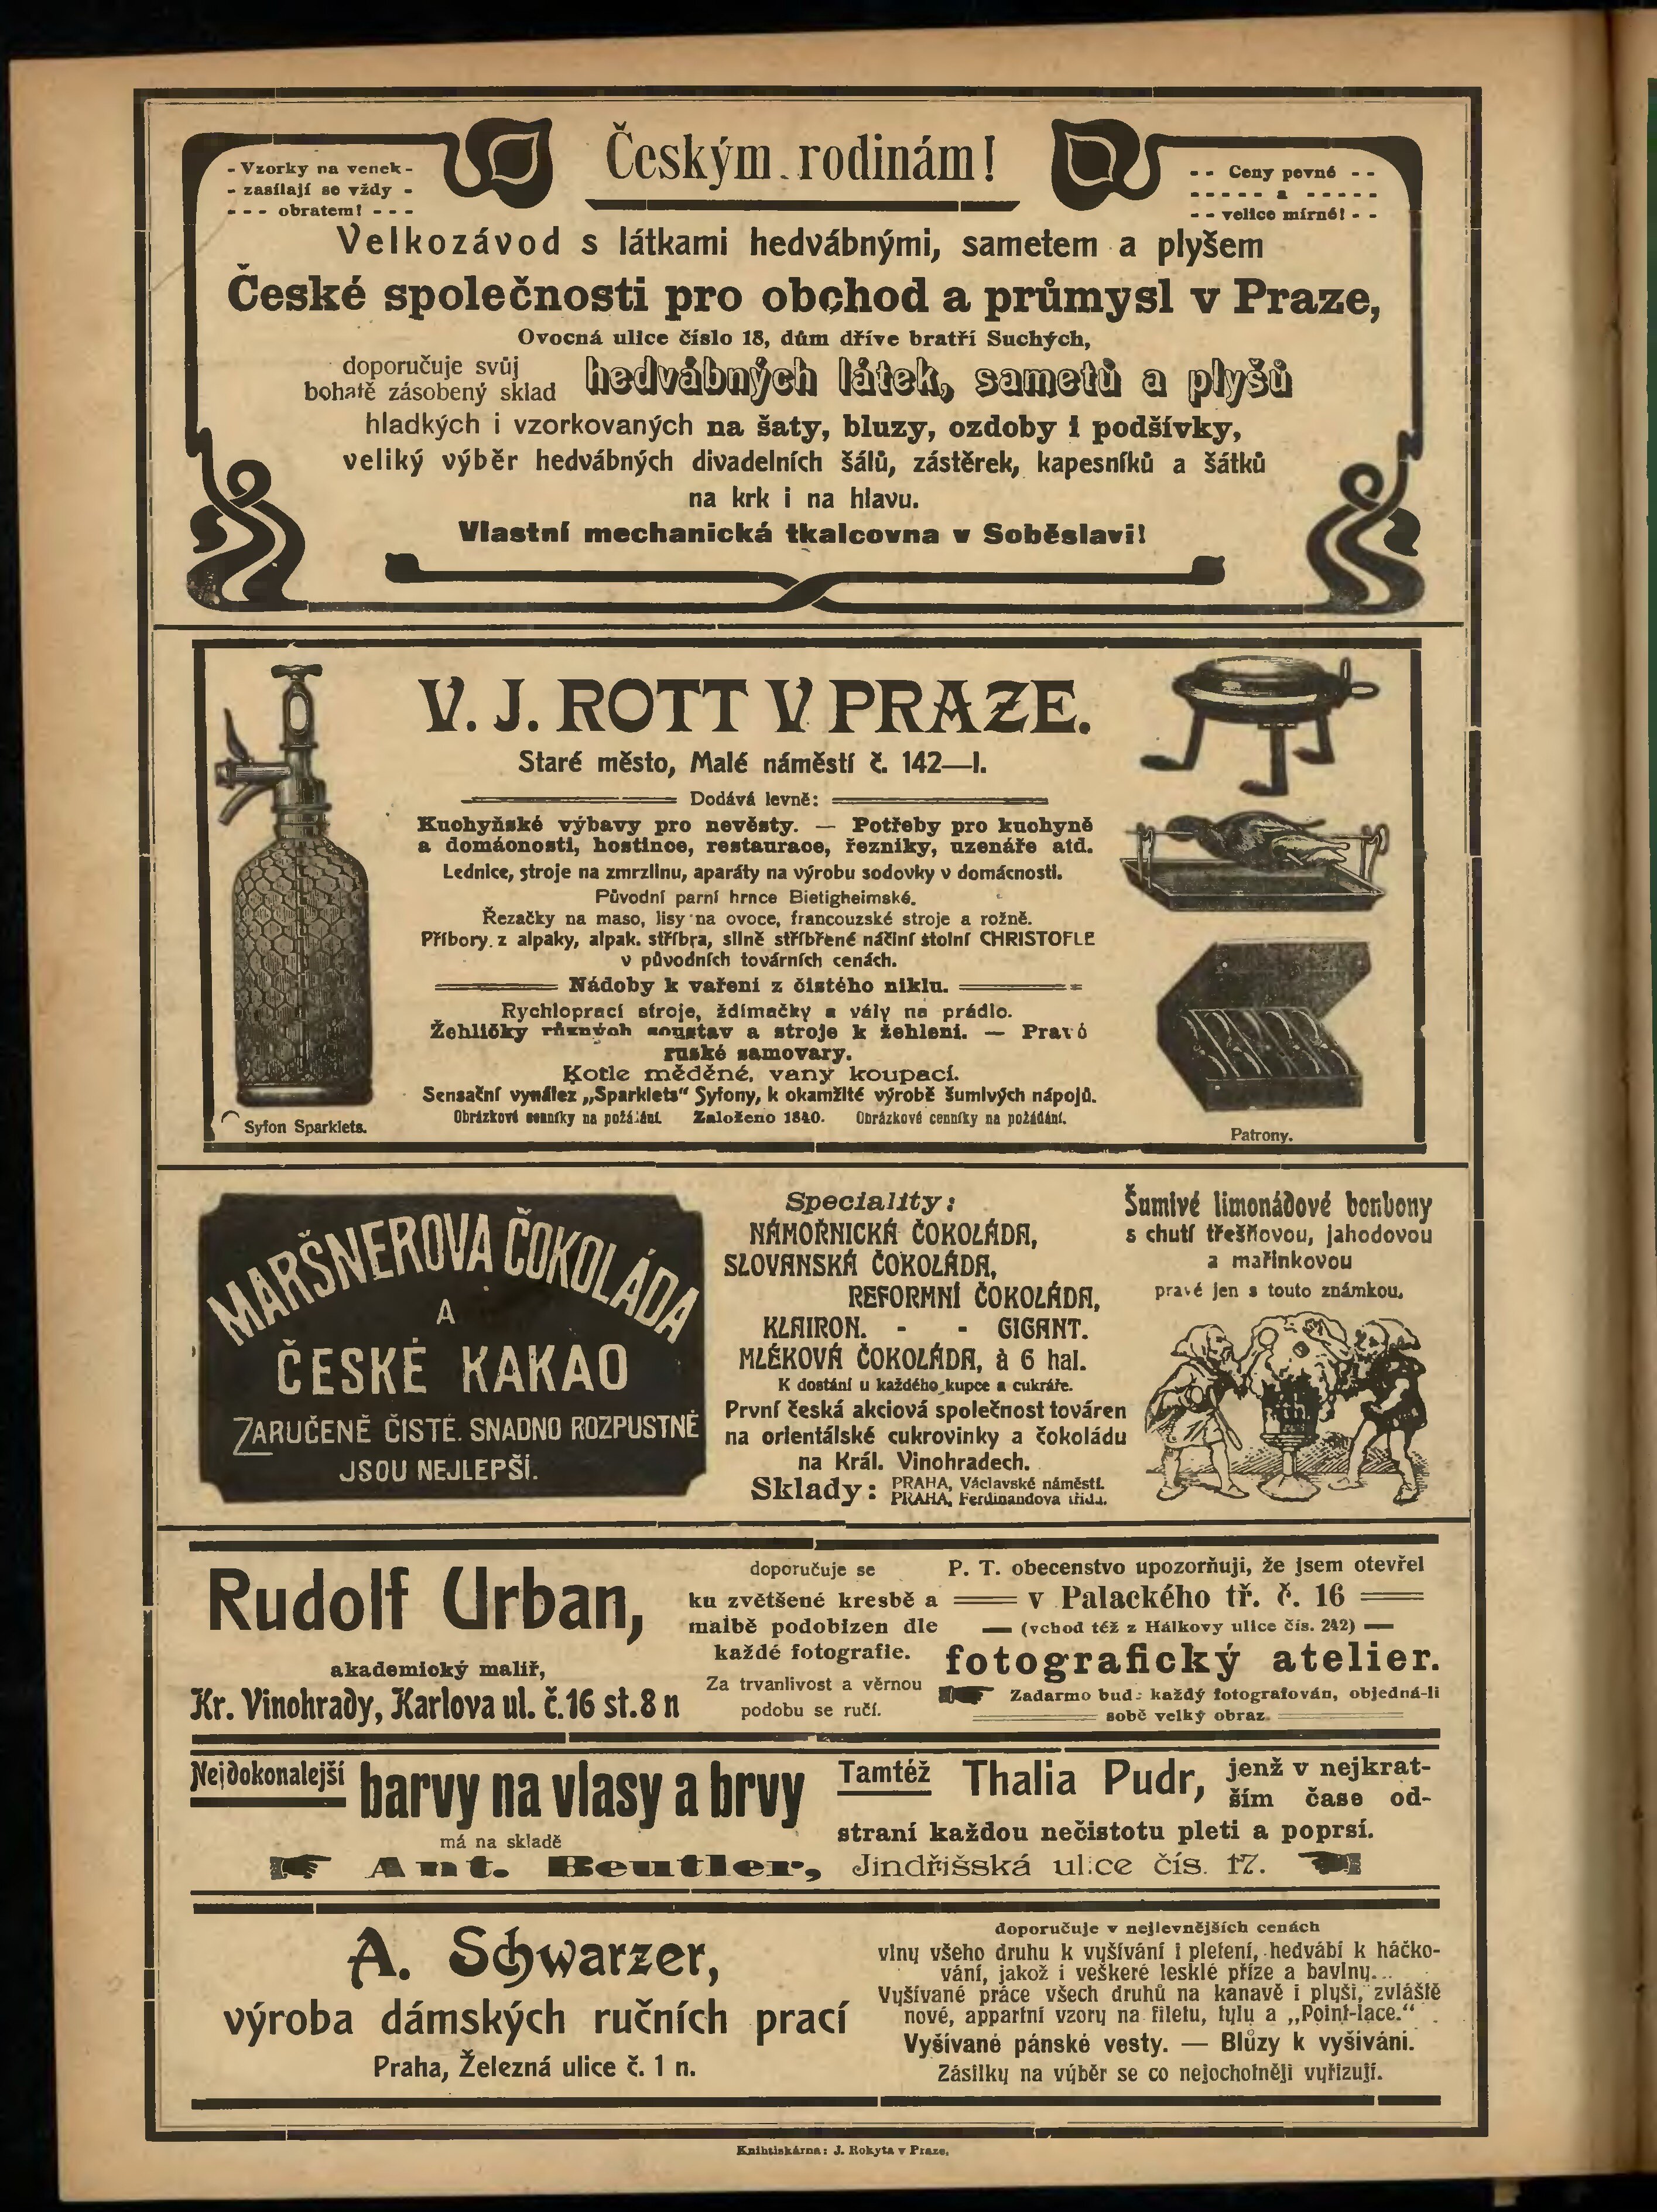 Českým rodinám!
- Vzorky na venek -
- zasílají se vždy -
- - - obratem! - - -
- - Ceny pevné - -
- - - - - a - - - - -
- - velice mírné! - -
Velkozávod s látkami hedvábnými, sametem a plyšem
České společnosti pro obchod a průmysl v Praze,
Ovocná ulice číslo 18, dům dříve bratří Suchých,
doporučuje svůj
bohatě zásobený sklad
hedvábných látek, sametů a plyšů
hladkých i vzorkovaných na šaty, bluzy, ozdoby i podšívky,
veliký výběr hedvábných divadelních šálů, zástěrek, kapesníků a šátků
na krk i na hlavu.
Vlastní mechanická tkalcovna v Soběslavi!
V. J. ROTT V PRAZE.
Staré město, Malé náměstí č. 142—I.
Dodává levně:
Kuchyňské výbavy pro nevěsty. — Potřeby pro kuchyně
a domácnosti, hostince, restaurace, řezníky, uzenáře atd.
Lednice, stroje na zmrzlinu, aparáty na výrobu sodovky v domácnosti.
Původní parní hrnce Bietigheimské.
Řezačky na maso, lisy na ovoce, francouzské stroje a rožně.
Příbory z alpaky, alpak. stříbra, silně stříbřené náčiní stolní CHRISTOFLE
v původních továrních cenách.
Nádoby k vaření z čistého niklu.
Rychloprací stroje, ždímačky a vály na prádlo.
Žehličky různých soustav a stroje k žehlení. — Pravé
ruské samovary.
Kotle měděné, vany koupací.
Sensační vynález „Sparklets" Syfony, k okamžité výrobě šumlvých nápojů.
Obrázkové cenníky na požádání. Založeno 1840. Obrázkové cenníky na požádání.
Syfon Sparklets.
Patrony.
MARŠNEROVA ČOKOLÁDA
A
ČESKÉ KAKAO
ZARUČENĚ ČISTÉ. SNADNO ROZPUSTNÉ
JSOU NEJLEPŠÍ.
Speciality:
NÁMOŘNICKÁ ČOKOLÁDA,
SLOVANSKÁ ČOKOLÁDA,
REFORMNÍ ČOKOLÁDA,
KLAIRON. - - GIGANT.
MLÉKOVÁ ČOKOLÁDA, à 6 hal.
K dostání u každého kupce a cukráře.
První česká akciová společnost továren
na orientálské cukrovinky a čokoládu
na Král. Vinohradech.
Sklady: PRAHA, Václavské náměstí.
PRAHA, Ferdinandova třída.
Šumivé limonádové bonbony
s chutí třešňovou, jahodovou
a mařinkovou
pravé jen s touto známkou.
Rudolf Urban,
akademický malíř,
Kr. Vinohrady, Karlova ul. č. 16 st. 8 n
doporučuje se
ku zvětšené kresbě a
malbě podobizen dle
každé fotografie.
Za trvanlivost a věrnou
podobu se ručí.
P. T. obecenstvo upozorňuji, že jsem otevřel
v Palackého tř. č. 16
— (vchod též z Hálkovy ulice čís. 242) —
fotografický atelier.
Zadarmo bude každý fotografován, objedná-li
sobě velký obraz.
Nejdokonalejší
barvy na vlasy a brvy
má na skladě
Ant. Beutler, Jindřišská ulice čís. 17.
Tamtéž Thalia Pudr, jenž v nejkrat-
ším čase od-
straní každou nečistotu pleti a poprsí.
A. Schwarzer,
výroba dámských ručních prací
Praha, Železná ulice č. 1 n.
doporučuje v nejlevnějších cenách
vlny všeho druhu k vyšívání i pletení, hedvábí k háčko-
vání, jakož i veškeré lesklé příze a bavlny.
Vyšívané práce všech druhů na kanavě i plyši, zvláště
nové, appartní vzory na filetu, tylu a „Point-lace."
Vyšívané pánské vesty. — Blůzy k vyšívání.
Zásilky na výběr se co nejochotněji vyřizují.
Knihtiskárna: J. Rokyta v Praze.